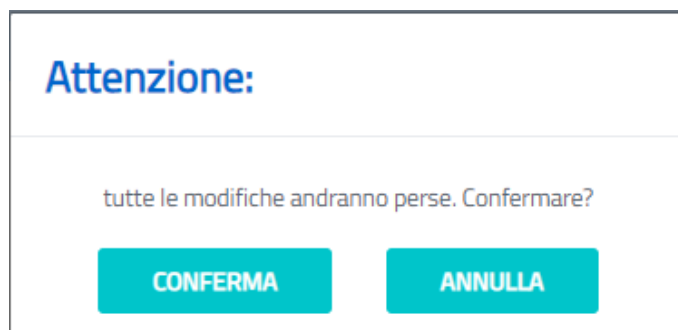 Attenzione:
tutte le modifiche andranno perse. Confermare?
CONFERMA
ANNULLA